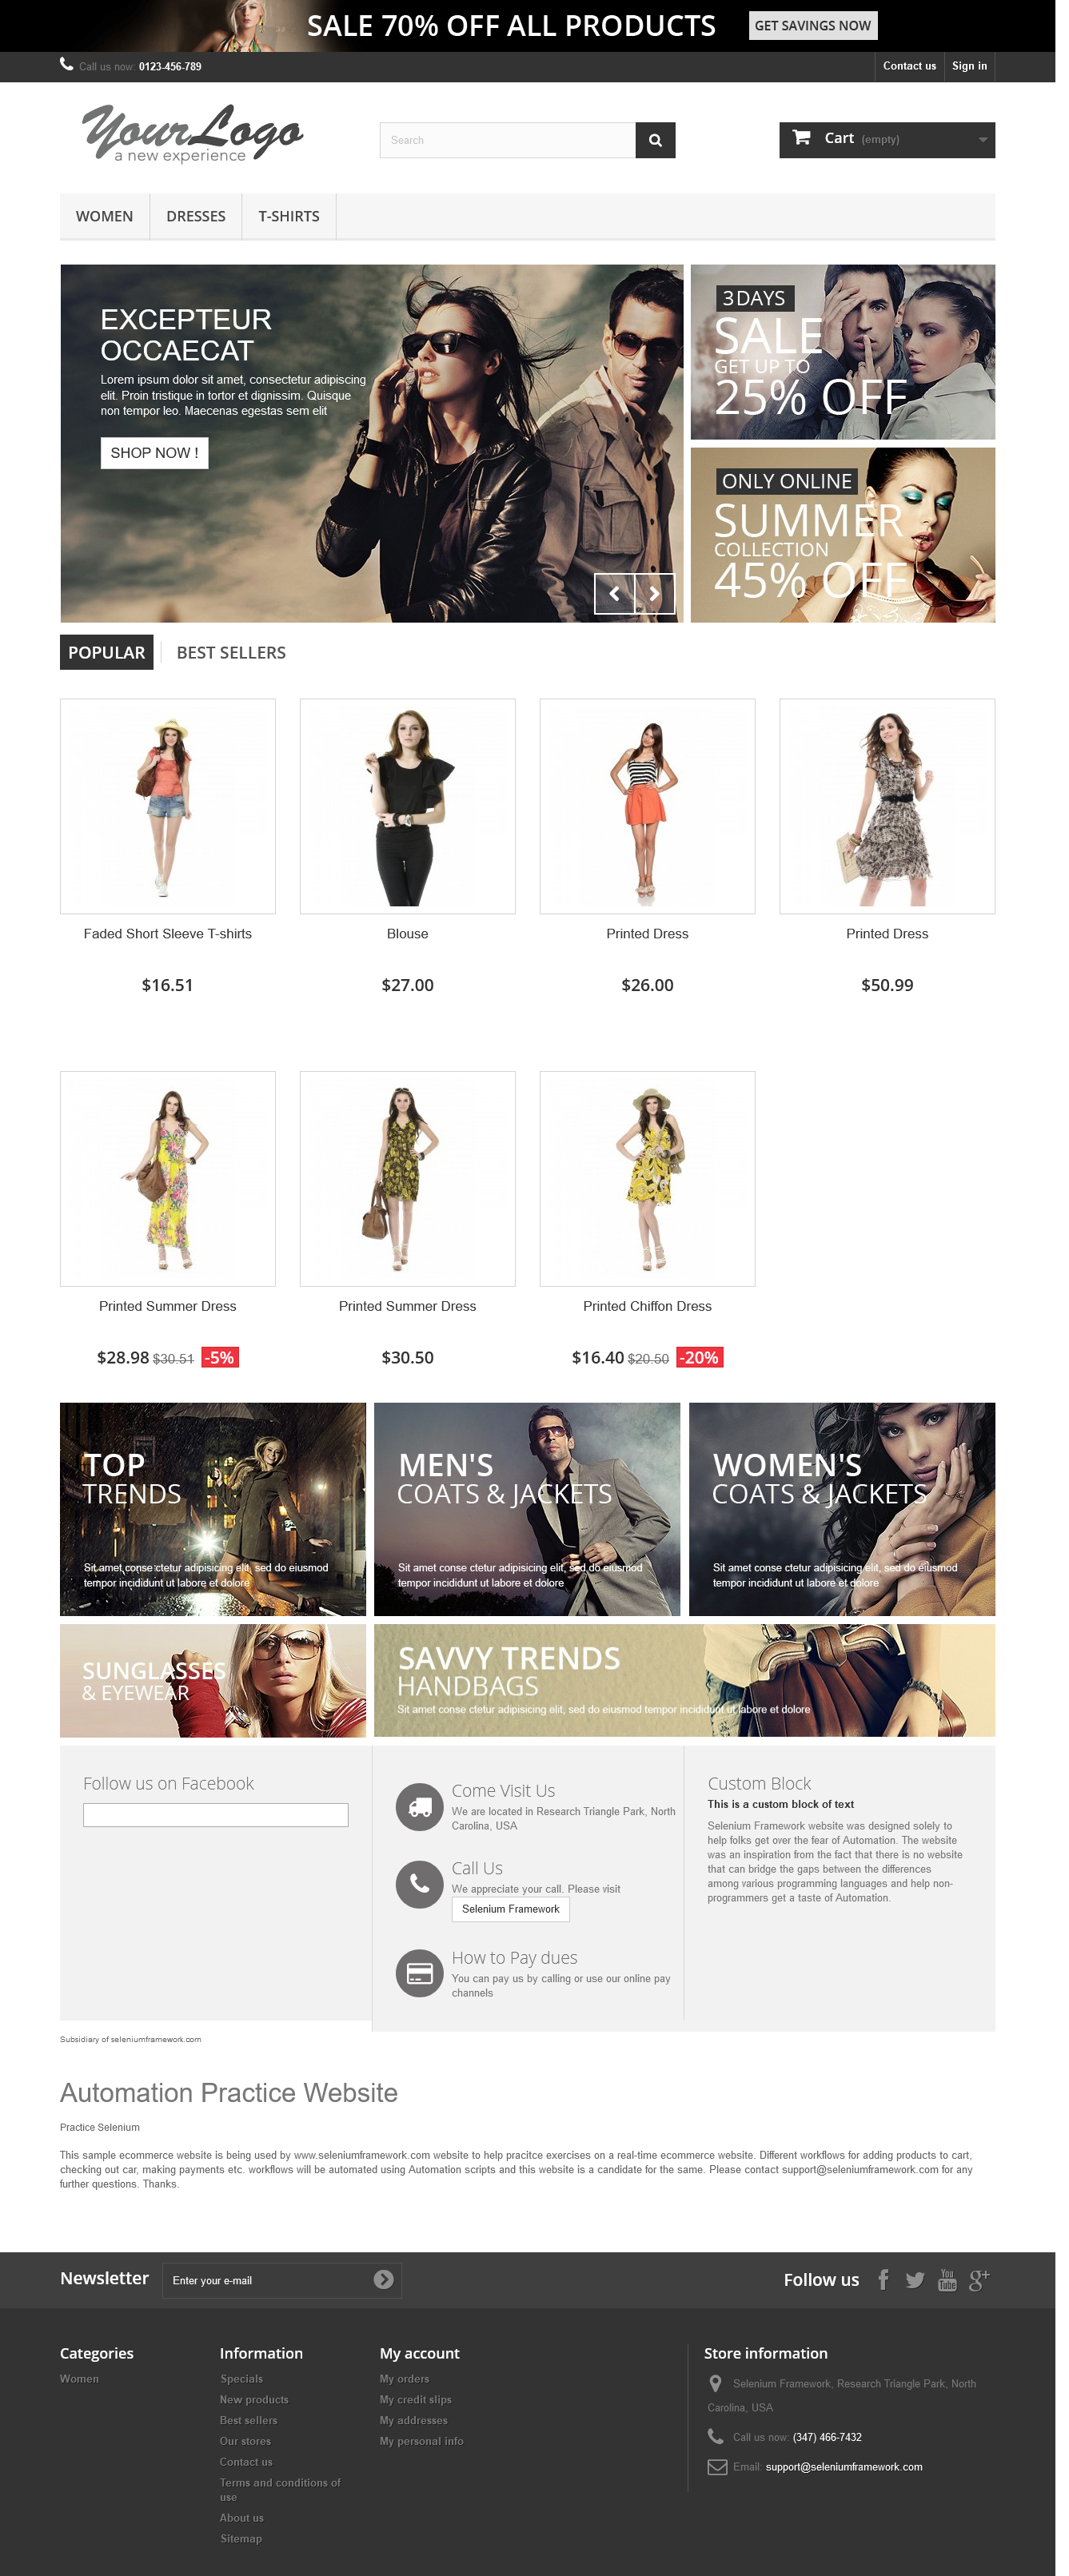 SALE 70% OFF ALL PRODUCTS GET SAVINGS NOW
Call us now: 0123-456-789 Contact us Sign in
YourLogo
a new experience
Search
Cart (empty)
WOMEN DRESSES T-SHIRTS
EXCEPTEUR
OCCAECAT
Lorem ipsum dolor sit amet, consectetur adipiscing
elit. Proin tristique in tortor et dignissim. Quisque
non tempor leo. Maecenas egestas sem elit
SHOP NOW !
3 DAYS
SALE
GET UP TO
25% OFF
ONLY ONLINE
SUMMER
COLLECTION
45% OFF
POPULAR BEST SELLERS
Faded Short Sleeve T-shirts
$16.51
Blouse
$27.00
Printed Dress
$26.00
Printed Dress
$50.99
Printed Summer Dress
$28.98 $30.51 -5%
Printed Summer Dress
$30.50
Printed Chiffon Dress
$16.40 $20.50 -20%
TOP
TRENDS
Sit amet conse ctetur adipisicing elit, sed do eiusmod
tempor incididunt ut labore et dolore
MEN'S
COATS & JACKETS
Sit amet conse ctetur adipisicing elit, sed do eiusmod
tempor incididunt ut labore et dolore
WOMEN'S
COATS & JACKETS
Sit amet conse ctetur adipisicing elit, sed do eiusmod
tempor incididunt ut labore et dolore
SUNGLASSES
& EYEWEAR
SAVVY TRENDS
HANDBAGS
Sit amet conse ctetur adipisicing elit, sed do eiusmod tempor incididunt ut labore et dolore
Follow us on Facebook
Come Visit Us
We are located in Research Triangle Park, North
Carolina, USA
Call Us
We appreciate your call. Please visit
Selenium Framework
How to Pay dues
You can pay us by calling or use our online pay
channels
Custom Block
This is a custom block of text
Selenium Framework website was designed solely to
help folks get over the fear of Automation. The website
was an inspiration from the fact that there is no website
that can bridge the gaps between the differences
among various programming languages and help non-
programmers get a taste of Automation.
Subsidiary of seleniumframework.com
Automation Practice Website
Practice Selenium
This sample ecommerce website is being used by www.seleniumframework.com website to help pracitce exercises on a real-time ecommerce website. Different workflows for adding products to cart,
checking out car, making payments etc. workflows will be automated using Automation scripts and this website is a candidate for the same. Please contact support@seleniumframework.com for any
further questions. Thanks.
Newsletter Enter your e-mail
Follow us
You
Tube
g+
Categories
Women
Information
Specials
New products
Best sellers
Our stores
Contact us
Terms and conditions of
use
About us
Sitemap
My account
My orders
My credit slips
My addresses
My personal info
Store information
Selenium Framework, Research Triangle Park, North
Carolina, USA
Call us now: (347) 466-7432
Email: support@seleniumframework.com